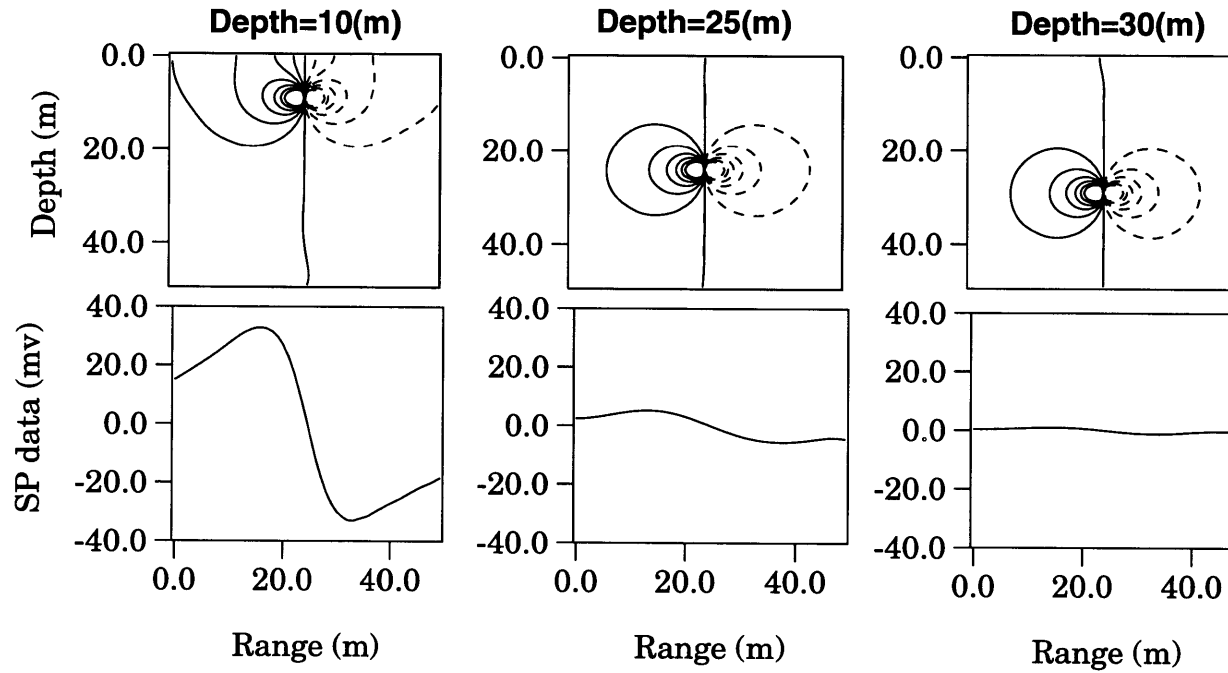 Depth=10(m) Depth=25(m) Depth=30(m)
Depth (m)
0.0 0.0 0.0
20.0 20.0 20.0
40.0 40.0 40.0
SP data (mv)
40.0 40.0 40.0
20.0 20.0 20.0
0.0 0.0 0.0
-20.0 -20.0 -20.0
-40.0 -40.0 -40.0
0.0 20.0 40.0 0.0 20.0 40.0 0.0 20.0 40.0
Range (m) Range (m) Range (m)